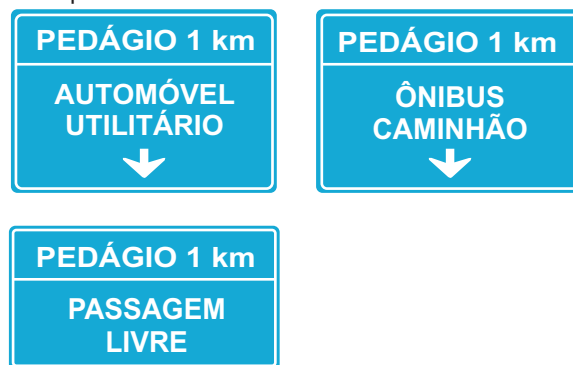 PEDÁGIO 1 km
AUTOMÓVEL
UTILITÁRIO
PEDÁGIO 1 km
ÔNIBUS
CAMINHÃO
PEDÁGIO 1 km
PASSAGEM
LIVRE